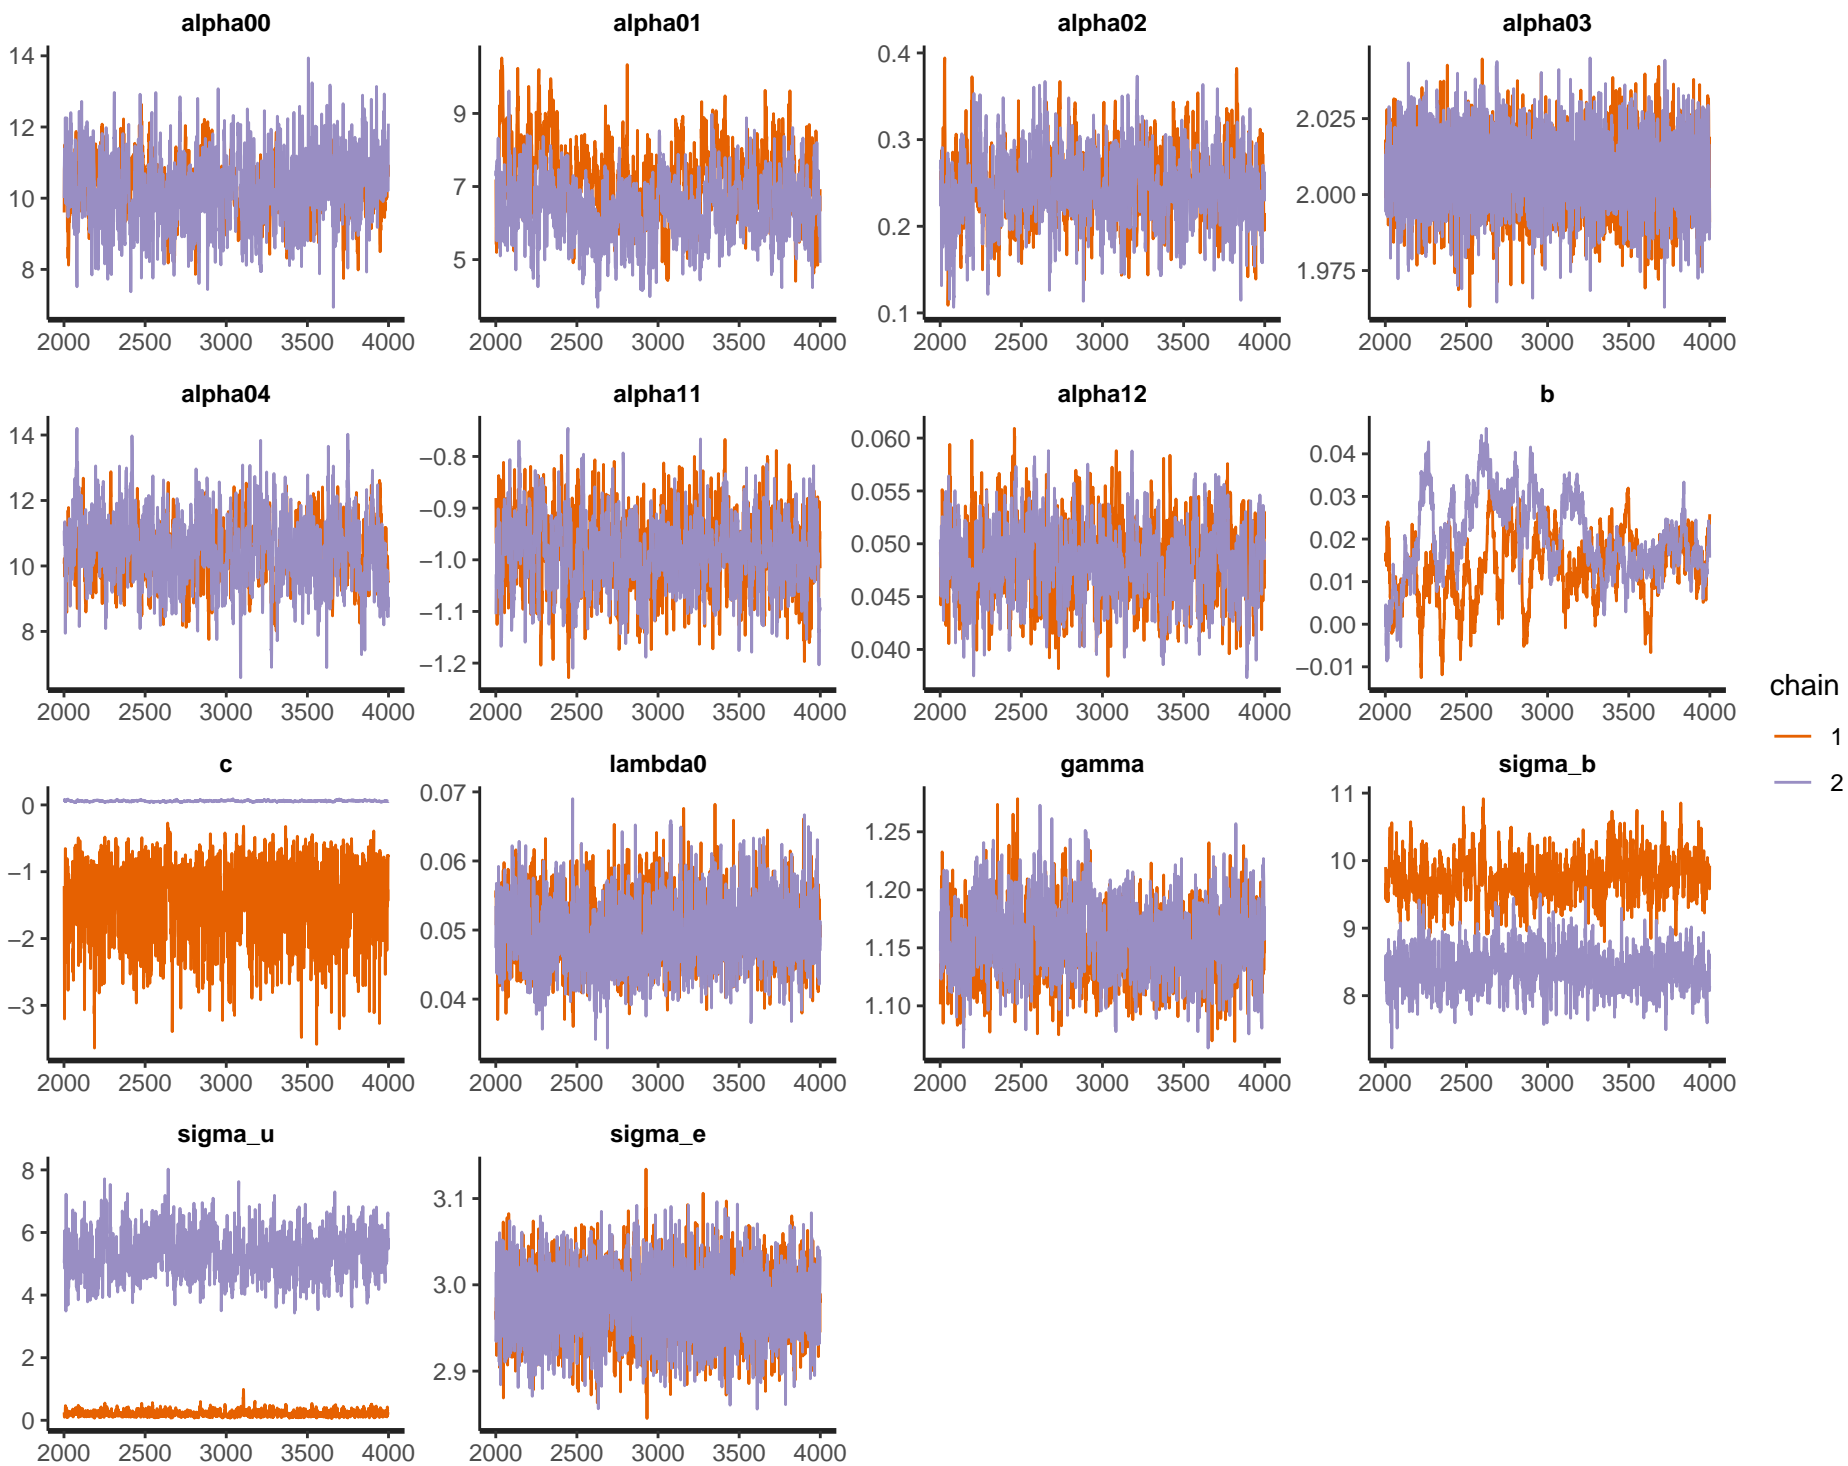 alpha00 alpha01 alpha02 alpha03
14 12 10 8
9 7 5
0.4 0.3 0.2 0.1
2.025 2.000 1.975
2000 2500 3000 3500 4000 2000 2500 3000 3500 4000 2000 2500 3000 3500 4000 2000 2500 3000 3500 4000
alpha04 alpha11 alpha12 b
14 12 10 8
−0.8 −0.9 −1.0 −1.1 −1.2
0.060 0.055 0.050 0.045 0.040
0.04 0.03 0.02 0.01 0.00 −0.01
2000 2500 3000 3500 4000 2000 2500 3000 3500 4000 2000 2500 3000 3500 4000 2000 2500 3000 3500 4000
chain
1
2
c lambda0 gamma sigma_b
0 −1 −2 −3
0.07 0.06 0.05 0.04
1.25 1.20 1.15 1.10
11 10 9 8
2000 2500 3000 3500 4000 2000 2500 3000 3500 4000 2000 2500 3000 3500 4000 2000 2500 3000 3500 4000
sigma_u sigma_e
8 6 4 2 0
3.1 3.0 2.9
2000 2500 3000 3500 4000 2000 2500 3000 3500 4000